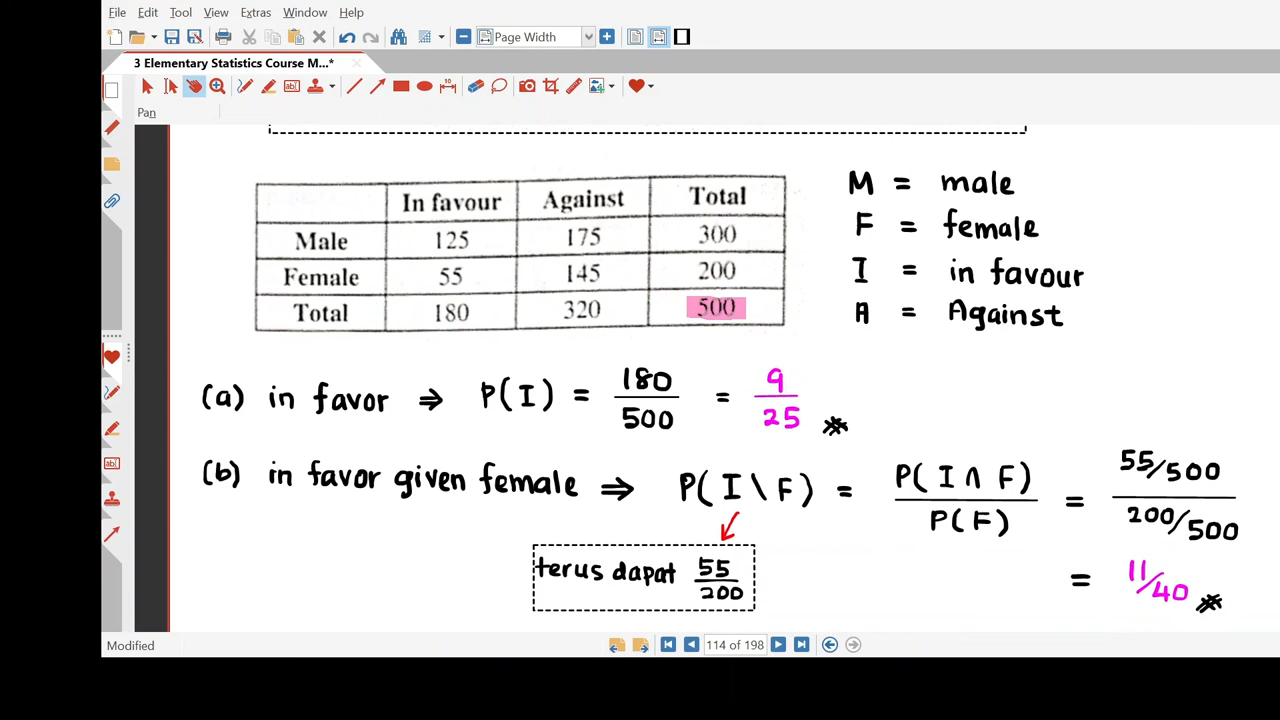 File Edit Tool View Extras Window Help
Page Width
3 Elementary Statistics Course M...*
Pan
In favour Against Total
Male 125 175 300
Female 55 145 200
Total 180 320 500
M = male
F = female
I = in favour
A = Against
(a) in favor ⇒ P(I) = 180/500 = 9/25
(b) in favor given female ⇒ P(I \ F) = P(I ∩ F)/P(F) = 55/500 / 200/500
terus dapat 55/200
= 11/40
Modified
114 of 198